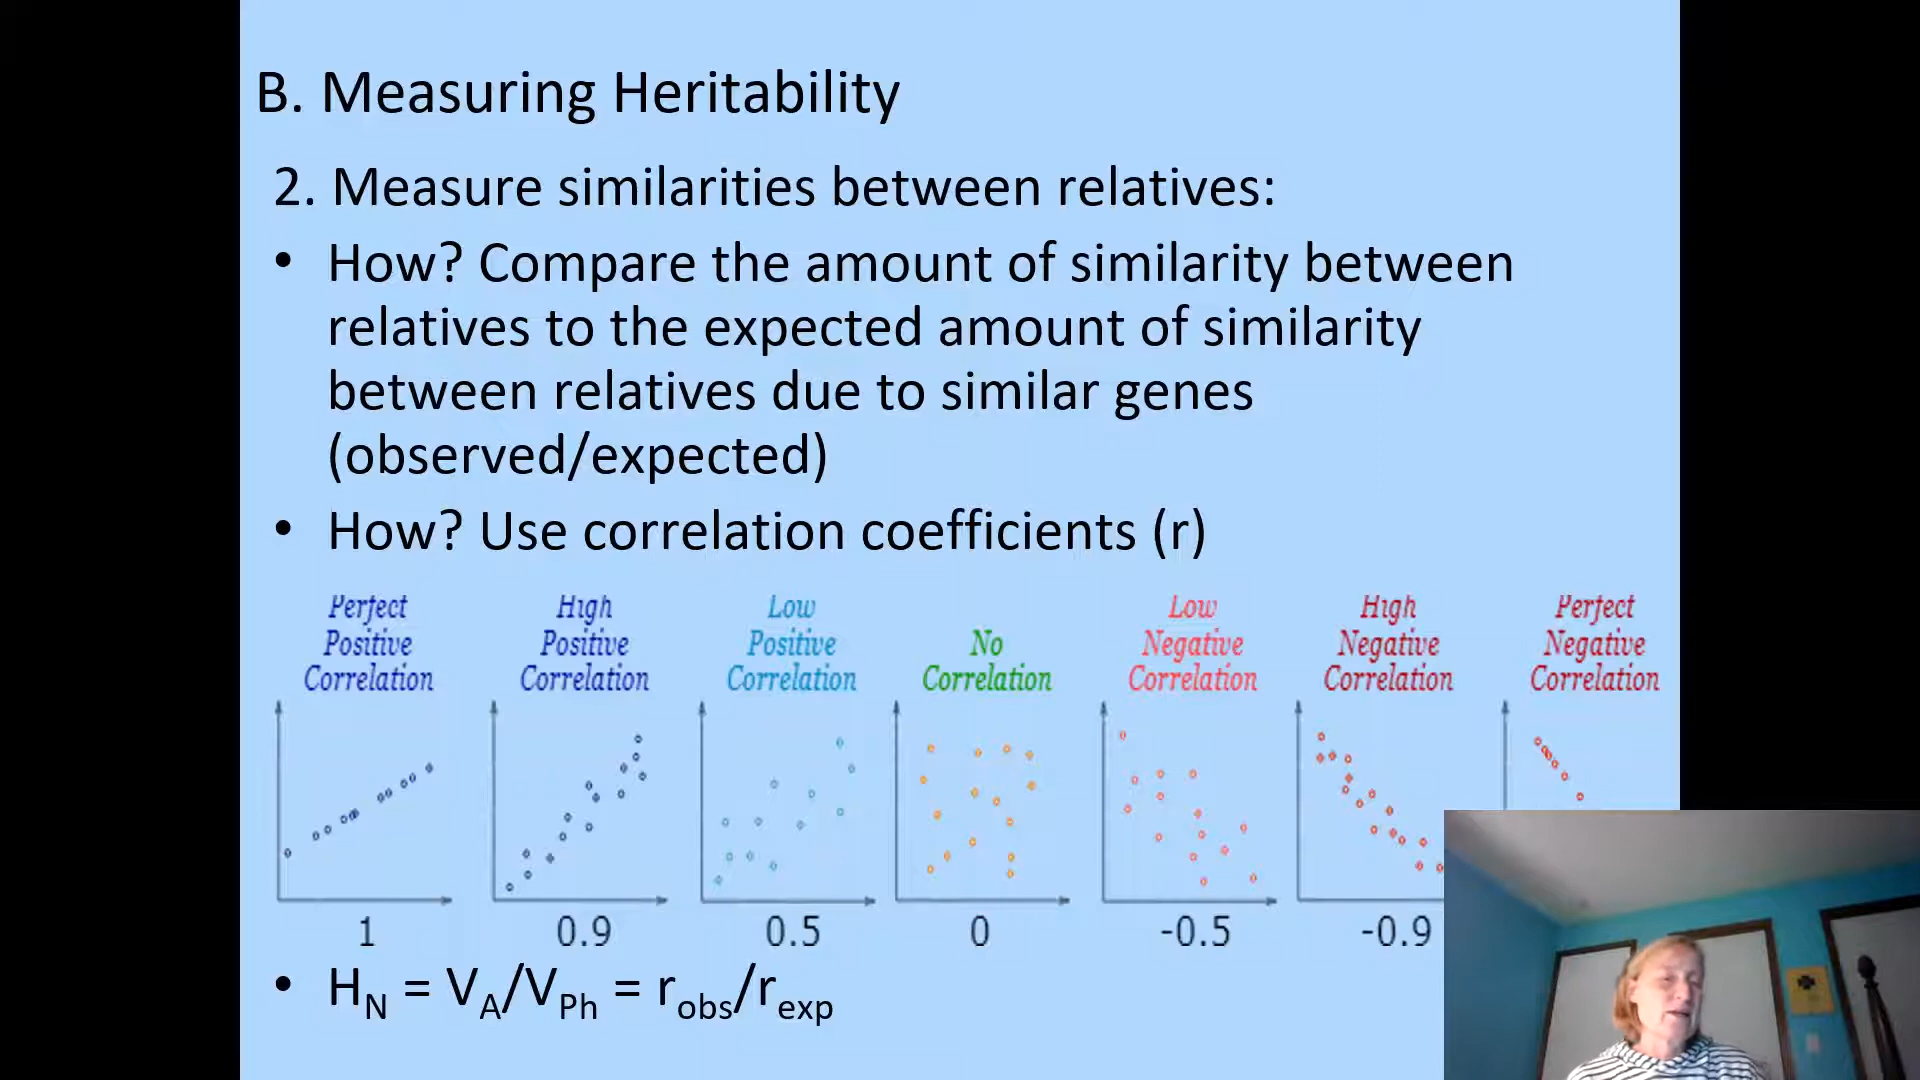 B. Measuring Heritability
2. Measure similarities between relatives:
• How? Compare the amount of similarity between
relatives to the expected amount of similarity
between relatives due to similar genes
(observed/expected)
• How? Use correlation coefficients (r)
Perfect Positive Correlation
High Positive Correlation
Low Positive Correlation
No Correlation
Low Negative Correlation
High Negative Correlation
Perfect Negative Correlation
1 0.9 0.5 0 -0.5 -0.9
• H_N = V_A/V_Ph = r_obs/r_exp